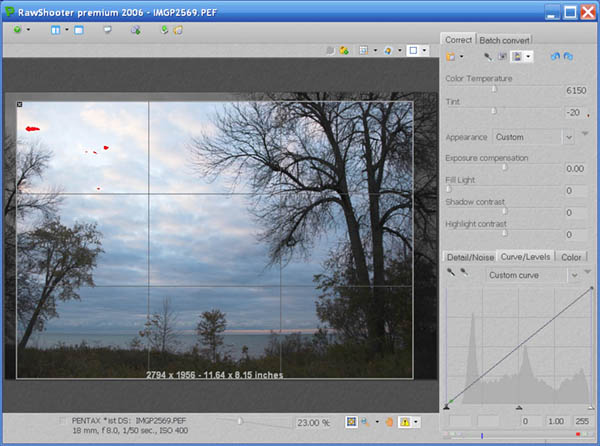 RawShooter premium 2006 - IMGP2569.PEF
Correct
Batch convert
Color Temperature
6150
Tint
-20
Appearance
Custom
Exposure compensation
0.00
Fill Light
0
Shadow contrast
0
Highlight contrast
0
Detail/Noise
Curve/Levels
Color
Custom curve
2794 x 1956 - 11.64 x 8.15 inches
PENTAX *ist DS: IMGP2569.PEF
18 mm, f 8.0, 1/50 sec., ISO 400
23.00 %
0
1.00
255